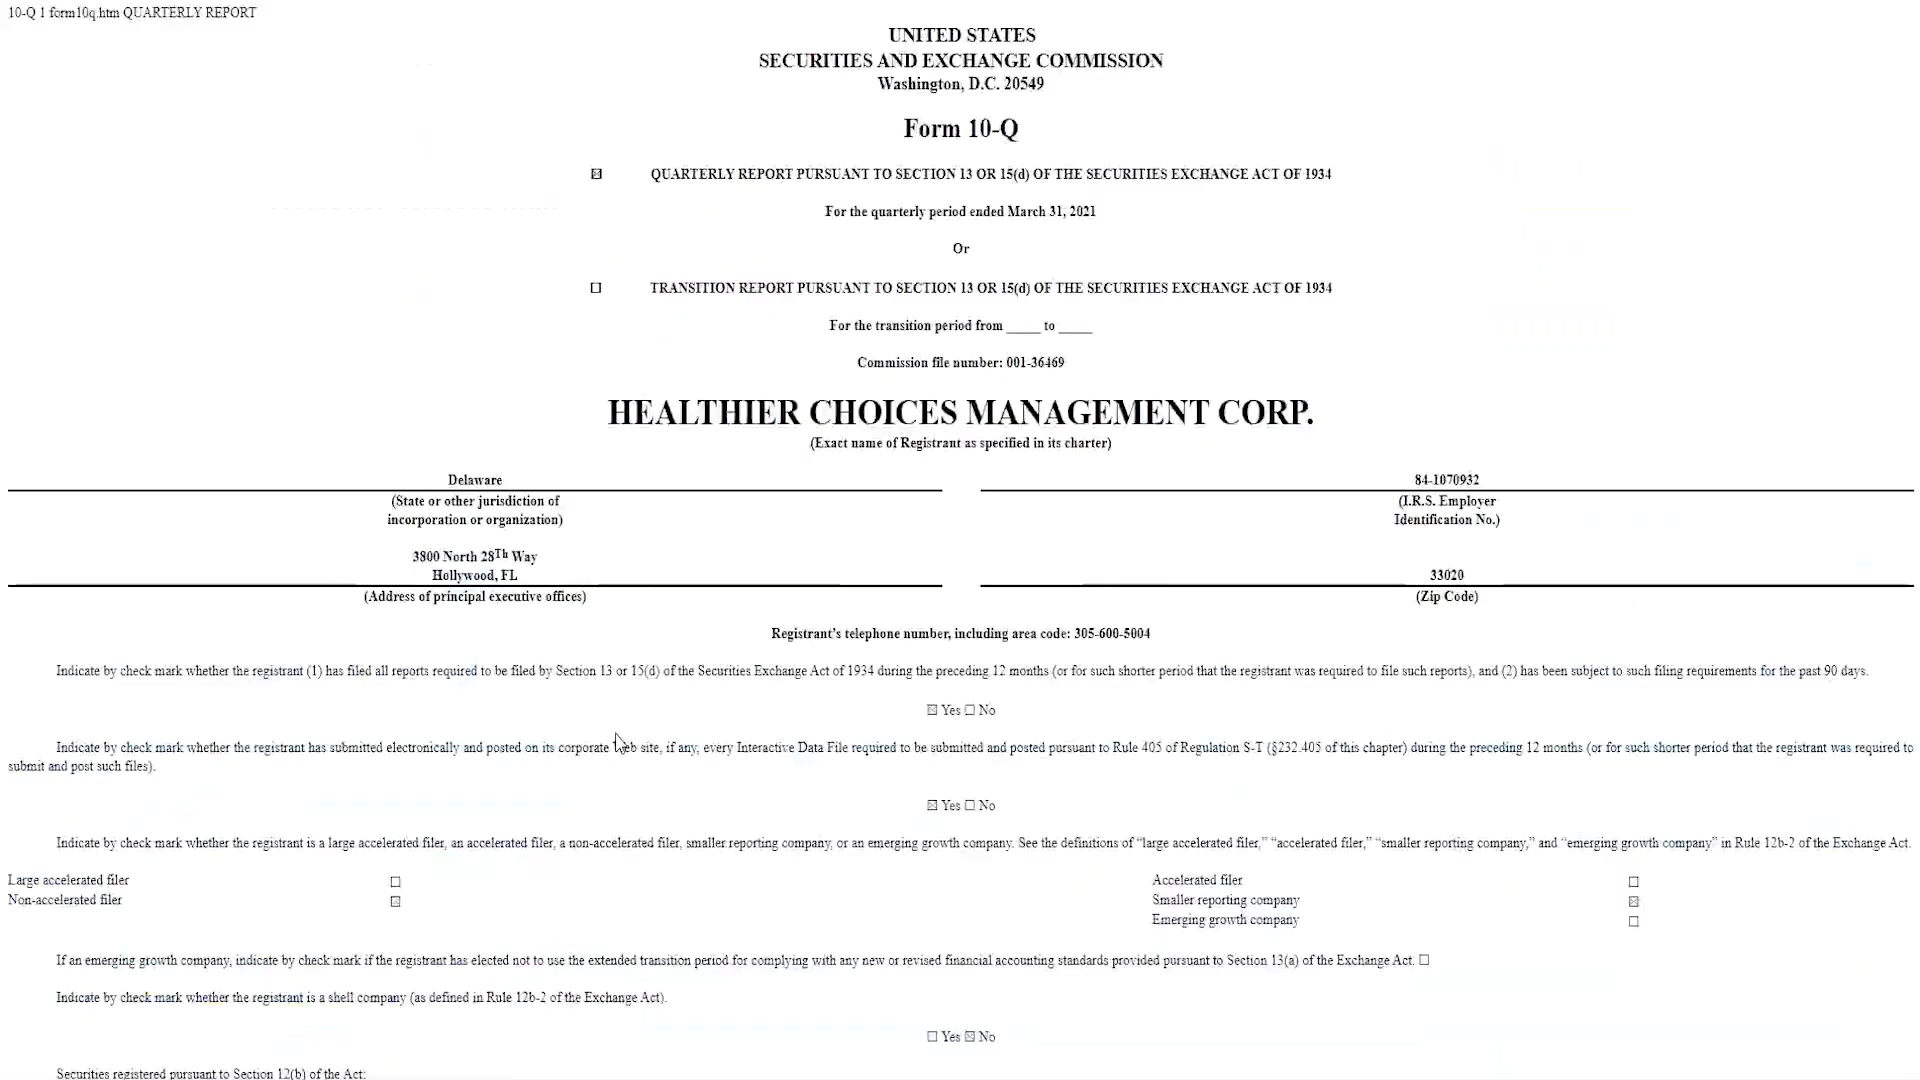 10-Q 1 form10q.htm QUARTERLY REPORT
UNITED STATES
SECURITIES AND EXCHANGE COMMISSION
Washington, D.C. 20549
Form 10-Q
☒ QUARTERLY REPORT PURSUANT TO SECTION 13 OR 15(d) OF THE SECURITIES EXCHANGE ACT OF 1934
For the quarterly period ended March 31, 2021
Or
☐ TRANSITION REPORT PURSUANT TO SECTION 13 OR 15(d) OF THE SECURITIES EXCHANGE ACT OF 1934
For the transition period from _____ to _____
Commission file number: 001-36469
HEALTHIER CHOICES MANAGEMENT CORP.
(Exact name of Registrant as specified in its charter)
Delaware 84-1070932
(State or other jurisdiction of (I.R.S. Employer
incorporation or organization) Identification No.)
3800 North 28Th Way
Hollywood, FL 33020
(Address of principal executive offices) (Zip Code)
Registrant’s telephone number, including area code: 305-600-5004
Indicate by check mark whether the registrant (1) has filed all reports required to be filed by Section 13 or 15(d) of the Securities Exchange Act of 1934 during the preceding 12 months (or for such shorter period that the registrant was required to file such reports), and (2) has been subject to such filing requirements for the past 90 days.
☒ Yes ☐ No
Indicate by check mark whether the registrant has submitted electronically and posted on its corporate Web site, if any, every Interactive Data File required to be submitted and posted pursuant to Rule 405 of Regulation S-T (§232.405 of this chapter) during the preceding 12 months (or for such shorter period that the registrant was required to
submit and post such files).
☒ Yes ☐ No
Indicate by check mark whether the registrant is a large accelerated filer, an accelerated filer, a non-accelerated filer, smaller reporting company, or an emerging growth company. See the definitions of “large accelerated filer,” “accelerated filer,” “smaller reporting company,” and “emerging growth company” in Rule 12b-2 of the Exchange Act.
Large accelerated filer ☐ Accelerated filer ☐
Non-accelerated filer ☒ Smaller reporting company ☒
Emerging growth company ☐
If an emerging growth company, indicate by check mark if the registrant has elected not to use the extended transition period for complying with any new or revised financial accounting standards provided pursuant to Section 13(a) of the Exchange Act. ☐
Indicate by check mark whether the registrant is a shell company (as defined in Rule 12b-2 of the Exchange Act).
☐ Yes ☒ No
Securities registered pursuant to Section 12(b) of the Act: